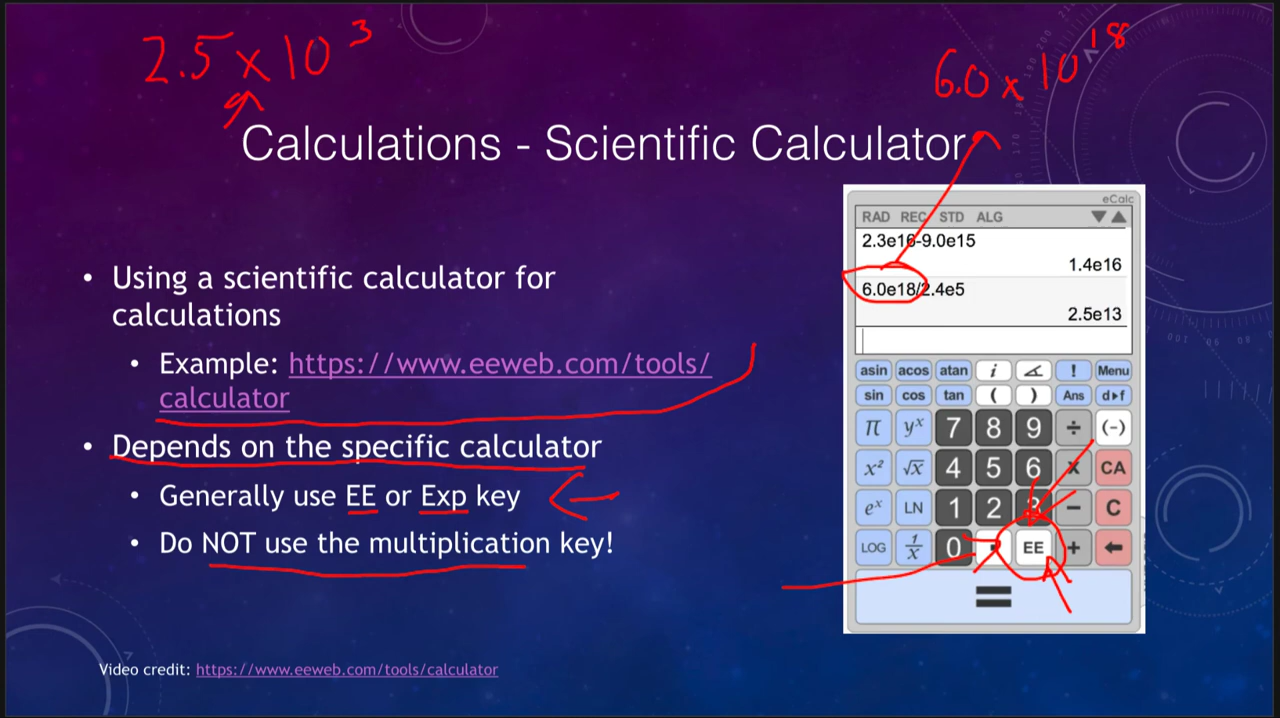 2.5 x 10³
6.0 x 10¹⁸
Calculations - Scientific Calculator
• Using a scientific calculator for
calculations
• Example: https://www.eeweb.com/tools/
calculator
• Depends on the specific calculator
• Generally use EE or Exp key
• Do NOT use the multiplication key!
Video credit: https://www.eeweb.com/tools/calculator
eCalc
RAD REC STD ALG ▼ ▲
2.3e16-9.0e15
1.4e16
6.0e18/2.4e5
2.5e13
asin acos atan i ∠ ! Menu
sin cos tan ( ) Ans d▸f
π yˣ 7 8 9 ÷ (-)
x² √x 4 5 6 x CA
eˣ LN 1 2 3 − C
LOG 1/x 0 . EE + ←
=